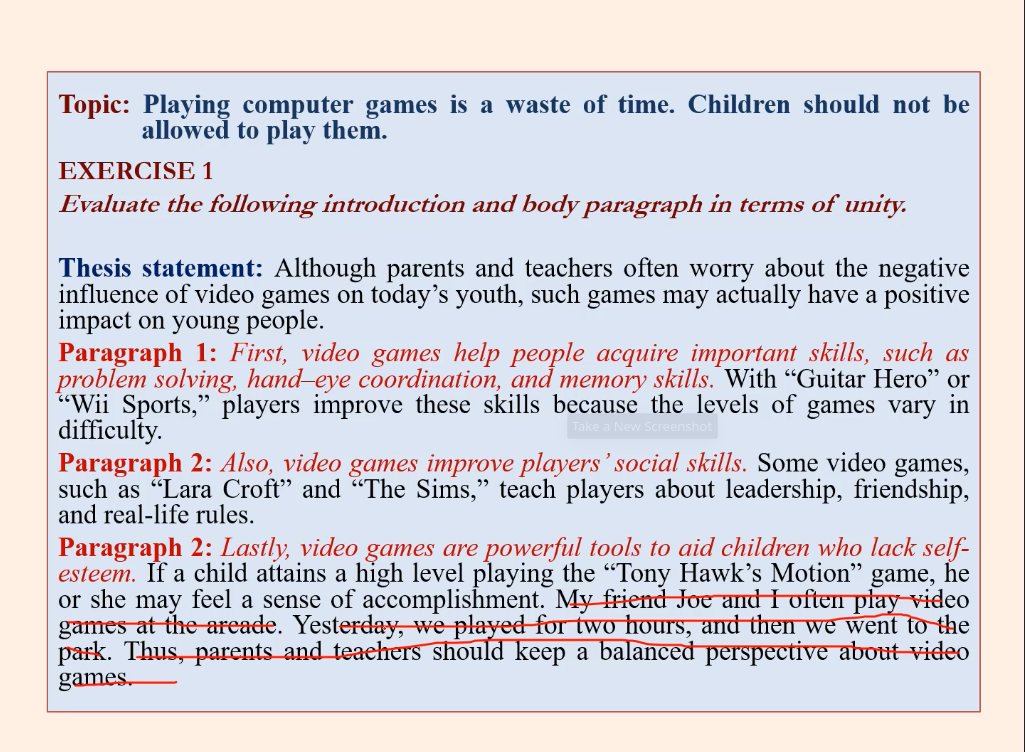 Topic: Playing computer games is a waste of time. Children should not be
allowed to play them.
EXERCISE 1
Evaluate the following introduction and body paragraph in terms of unity.
Thesis statement: Although parents and teachers often worry about the negative
influence of video games on today’s youth, such games may actually have a positive
impact on young people.
Paragraph 1: First, video games help people acquire important skills, such as
problem solving, hand–eye coordination, and memory skills. With “Guitar Hero” or
“Wii Sports,” players improve these skills because the levels of games vary in
difficulty.
Take a New Screenshot
Paragraph 2: Also, video games improve players’ social skills. Some video games,
such as “Lara Croft” and “The Sims,” teach players about leadership, friendship,
and real-life rules.
Paragraph 2: Lastly, video games are powerful tools to aid children who lack self-
esteem. If a child attains a high level playing the “Tony Hawk’s Motion” game, he
or she may feel a sense of accomplishment. My friend Joe and I often play video
games at the arcade. Yesterday, we played for two hours, and then we went to the
park. Thus, parents and teachers should keep a balanced perspective about video
games.